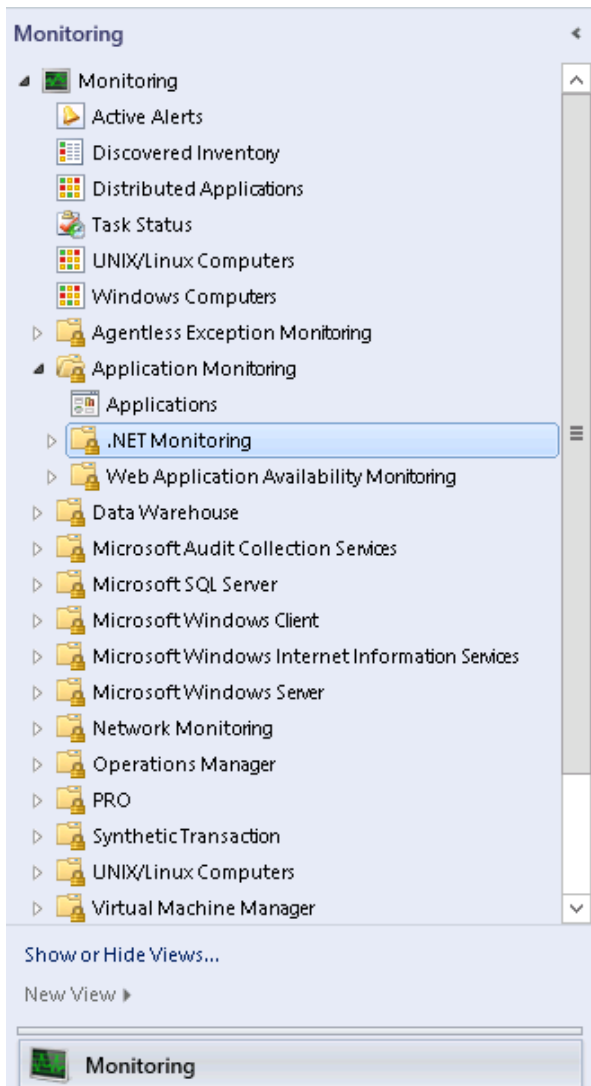 Monitoring
Monitoring
Active Alerts
Discovered Inventory
Distributed Applications
Task Status
UNIX/Linux Computers
Windows Computers
Agentless Exception Monitoring
Application Monitoring
Applications
.NET Monitoring
Web Application Availability Monitoring
Data Warehouse
Microsoft Audit Collection Services
Microsoft SQL Server
Microsoft Windows Client
Microsoft Windows Internet Information Services
Microsoft Windows Server
Network Monitoring
Operations Manager
PRO
Synthetic Transaction
UNIX/Linux Computers
Virtual Machine Manager
Show or Hide Views...
New View
Monitoring